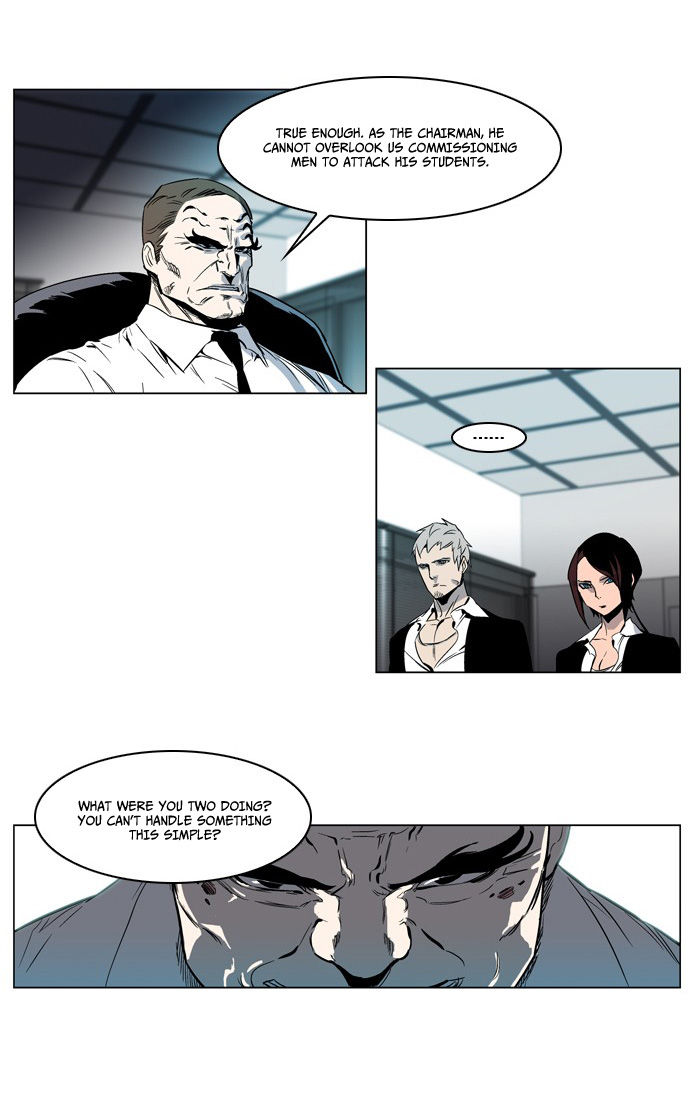 TRUE ENOUGH. AS THE CHAIRMAN, HE
CANNOT OVERLOOK US COMMISSIONING
MEN TO ATTACK HIS STUDENTS.
------
WHAT WERE YOU TWO DOING?
YOU CAN'T HANDLE SOMETHING
THIS SIMPLE?